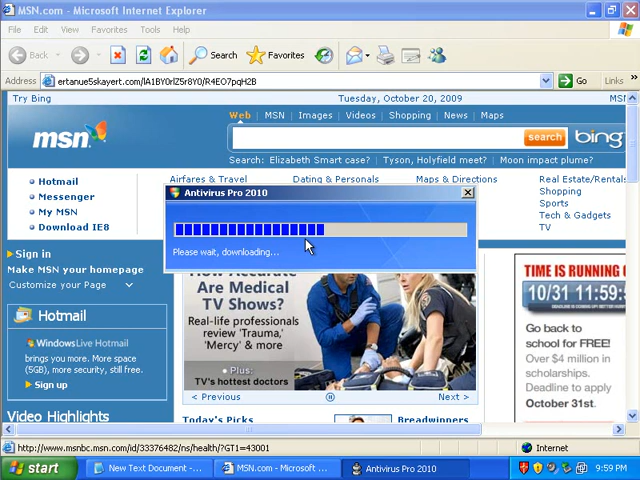 MSN.com - Microsoft Internet Explorer
File Edit View Favorites Tools Help
Back Search Favorites
Address ertanue5skayert.com/lA1BY0rlZ5r8Y0/R4EO7pqH2B Go Links »
Try Bing Tuesday, October 20, 2009 MSN
Web MSN Images Videos Shopping News Maps
msn search bing
Search: Elizabeth Smart case? Tyson, Holyfield meet? Moon impact plume?
Hotmail
Messenger
My MSN
Download IE8
Airfares & Travel Dating & Personals Maps & Directions Real Estate/Rentals
Shopping
Sports
Tech & Gadgets
TV
Antivirus Pro 2010
Please wait, downloading...
Sign in
Make MSN your homepage
Customize your Page
Hotmail
WindowsLive Hotmail
brings you more. More space
(5GB), more security, still free.
Sign up
Video Highlights
How Accurate
Are Medical
TV Shows?
Real-life professionals
review 'Trauma,'
'Mercy' & more
Plus:
TV's hottest doctors
< Previous Next >
Today's Picks Breadwinners
TIME IS RUNNING
10/31 11:59:5
Go back to
school for FREE!
Over $4 million in
scholarships.
Deadline to apply
October 31st.
http://www.msnbc.msn.com/id/33376482/ns/health/?GT1=43001 Internet
start New Text Document -... MSN.com - Microsoft ... Antivirus Pro 2010 9:59 PM